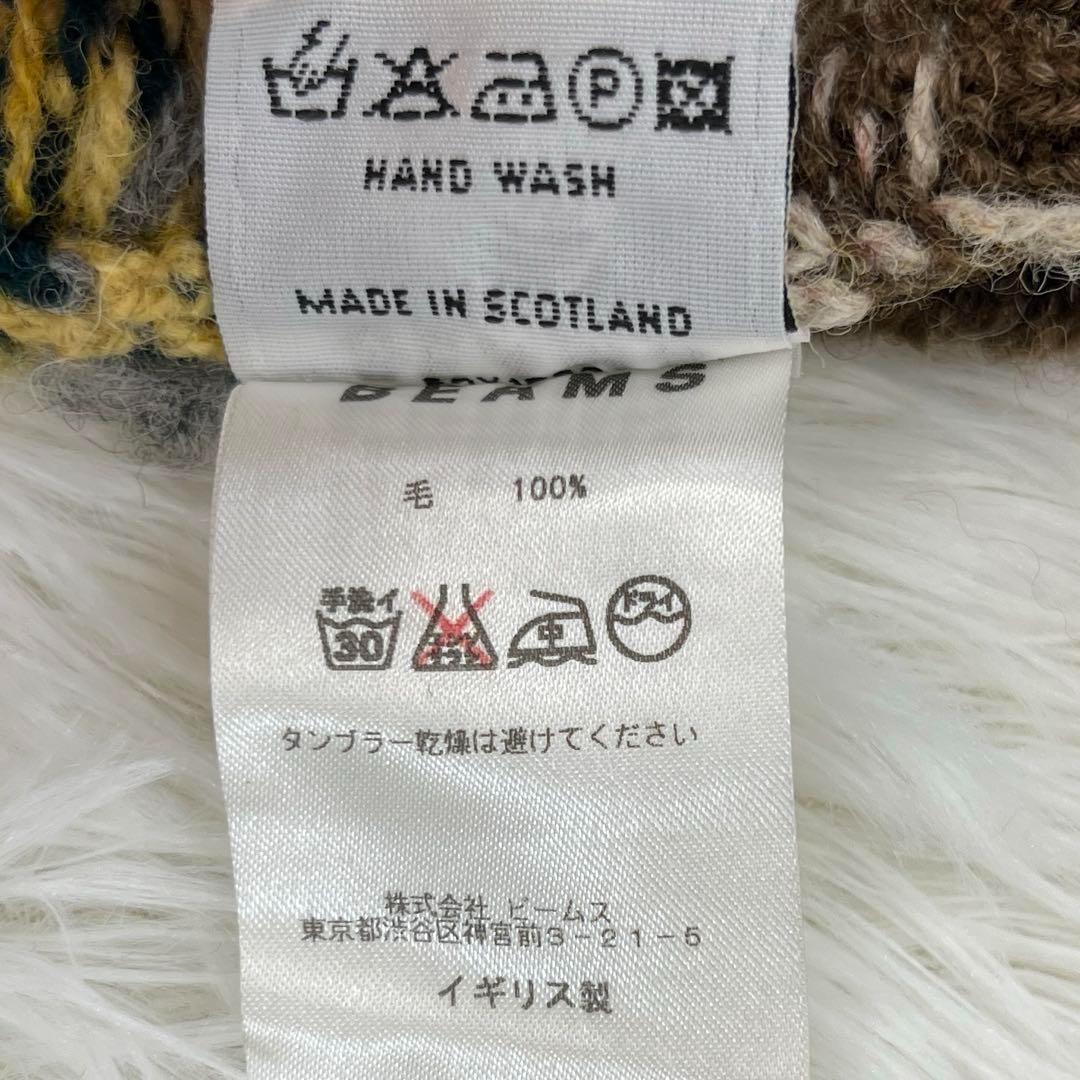 P
HAND WASH
MADE IN SCOTLAND
BEAMS
毛 100%
手洗イ
30
中
ドライ
タンブラー乾燥は避けてください
株式会社 ビームス
東京都渋谷区神宮前3-21-5
イギリス製